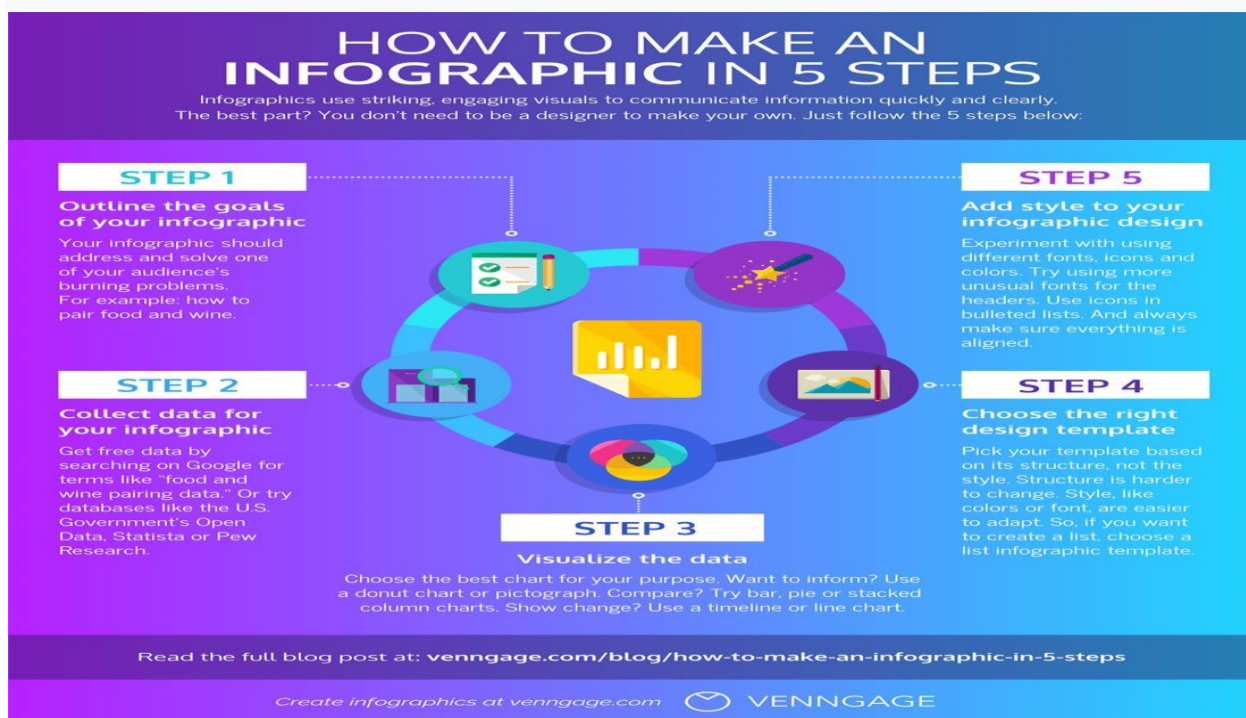 HOW TO MAKE AN
INFOGRAPHIC IN 5 STEPS
Infographics use striking, engaging visuals to communicate information quickly and clearly.
The best part? You don't need to be a designer to make your own. Just follow the 5 steps below:
STEP 1
Outline the goals
of your infographic
Your infographic should
address and solve one
of your audience's
burning problems.
For example: how to
pair food and wine.
STEP 2
Collect data for
your infographic
Get free data by
searching on Google for
terms like "food and
wine pairing data." Or try
databases like the U.S.
Government's Open
Data, Statista or Pew
Research.
STEP 3
Visualize the data
Choose the best chart for your purpose. Want to inform? Use
a donut chart or pictograph. Compare? Try bar, pie or stacked
column charts. Show change? Use a timeline or line chart.
STEP 4
Choose the right
design template
Pick your template based
on its structure, not the
style. Structure is harder
to change. Style, like
colors or font, are easier
to adapt. So, if you want
to create a list, choose a
list infographic template.
STEP 5
Add style to your
infographic design
Experiment with using
different fonts, icons and
colors. Try using more
unusual fonts for the
headers. Use icons in
bulleted lists. And always
make sure everything is
aligned.
Read the full blog post at: venngage.com/blog/how-to-make-an-infographic-in-5-steps
Create infographics at venngage.com VENNGAGE